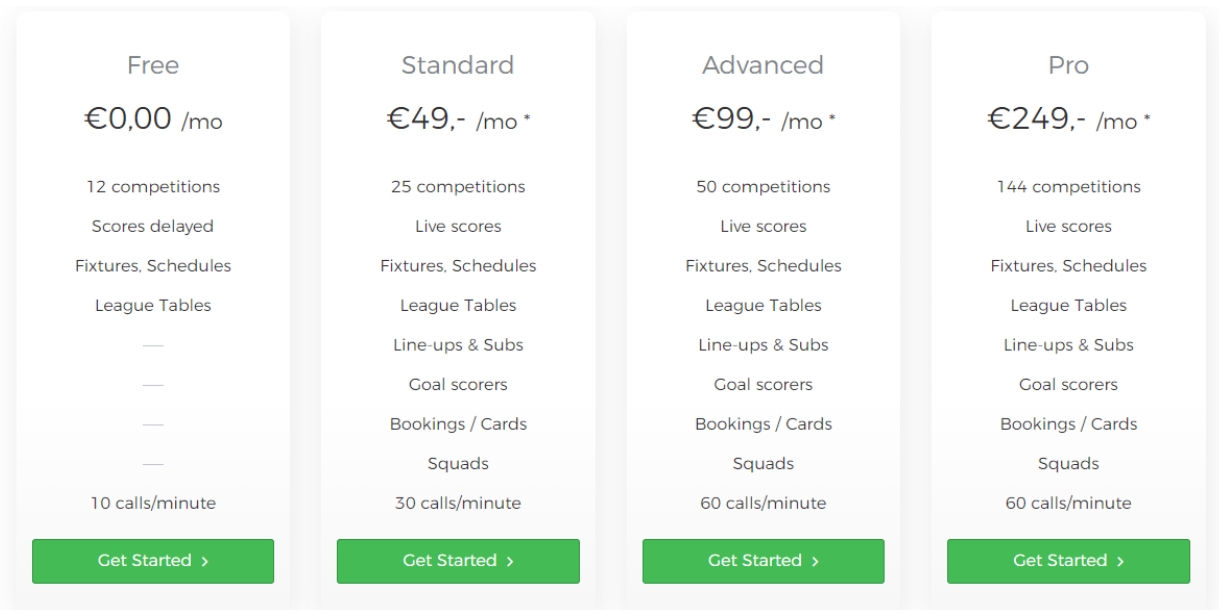 Free
€0,00 /mo
12 competitions
Scores delayed
Fixtures, Schedules
League Tables
—
—
—
—
10 calls/minute
Get Started >
Standard
€49,- /mo *
25 competitions
Live scores
Fixtures, Schedules
League Tables
Line-ups & Subs
Goal scorers
Bookings / Cards
Squads
30 calls/minute
Get Started >
Advanced
€99,- /mo *
50 competitions
Live scores
Fixtures, Schedules
League Tables
Line-ups & Subs
Goal scorers
Bookings / Cards
Squads
60 calls/minute
Get Started >
Pro
€249,- /mo *
144 competitions
Live scores
Fixtures, Schedules
League Tables
Line-ups & Subs
Goal scorers
Bookings / Cards
Squads
60 calls/minute
Get Started >